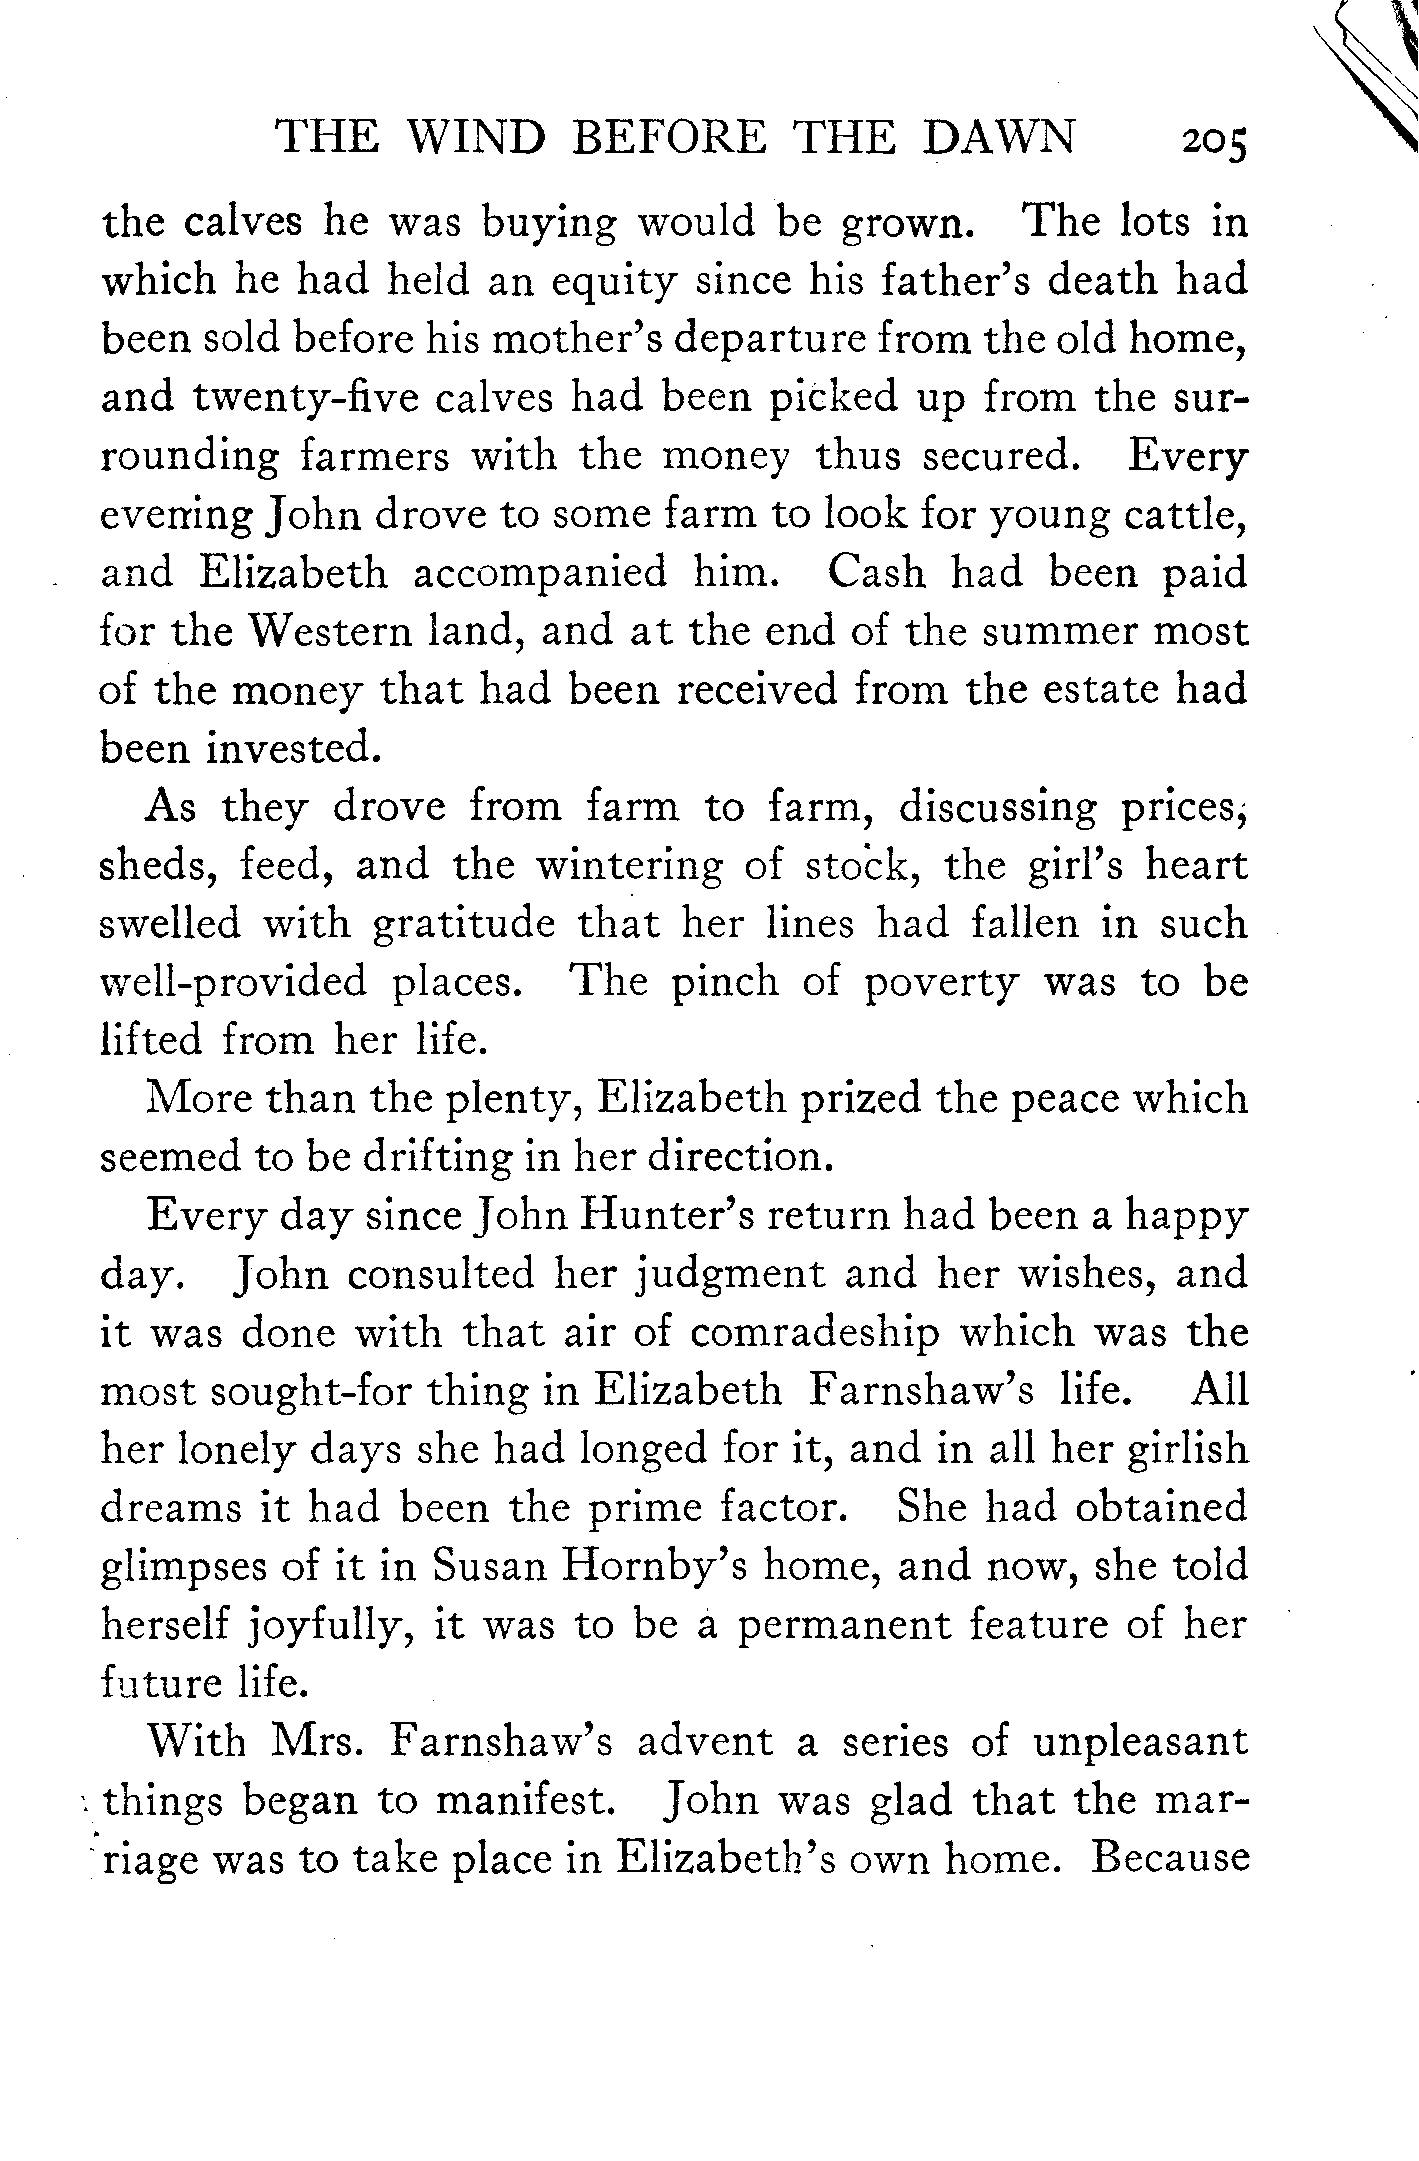 THE WIND BEFORE THE DAWN 205
the calves he was buying would be grown. The lots in
which he had held an equity since his father's death had
been sold before his mother's departure from the old home,
and twenty-five calves had been picked up from the sur-
rounding farmers with the money thus secured. Every
evening John drove to some farm to look for young cattle,
and Elizabeth accompanied him. Cash had been paid
for the Western land, and at the end of the summer most
of the money that had been received from the estate had
been invested.
As they drove from farm to farm, discussing prices,
sheds, feed, and the wintering of stock, the girl's heart
swelled with gratitude that her lines had fallen in such
well-provided places. The pinch of poverty was to be
lifted from her life.
More than the plenty, Elizabeth prized the peace which
seemed to be drifting in her direction.
Every day since John Hunter's return had been a happy
day. John consulted her judgment and her wishes, and
it was done with that air of comradeship which was the
most sought-for thing in Elizabeth Farnshaw's life. All
her lonely days she had longed for it, and in all her girlish
dreams it had been the prime factor. She had obtained
glimpses of it in Susan Hornby's home, and now, she told
herself joyfully, it was to be a permanent feature of her
future life.
With Mrs. Farnshaw's advent a series of unpleasant
things began to manifest. John was glad that the mar-
riage was to take place in Elizabeth's own home. Because